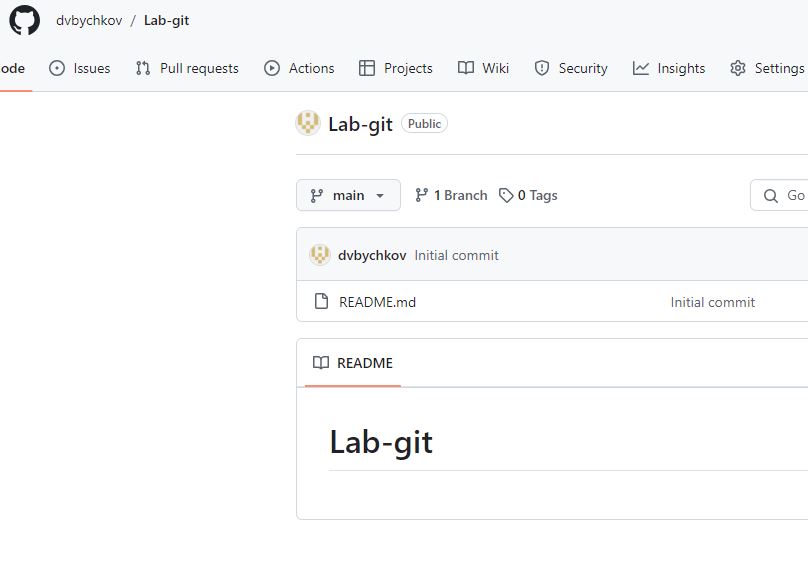 dvbychkov / Lab-git
ode Issues Pull requests Actions Projects Wiki Security Insights Settings
Lab-git Public
main 1 Branch 0 Tags Go
dvbychkov Initial commit
README.md Initial commit
README
Lab-git